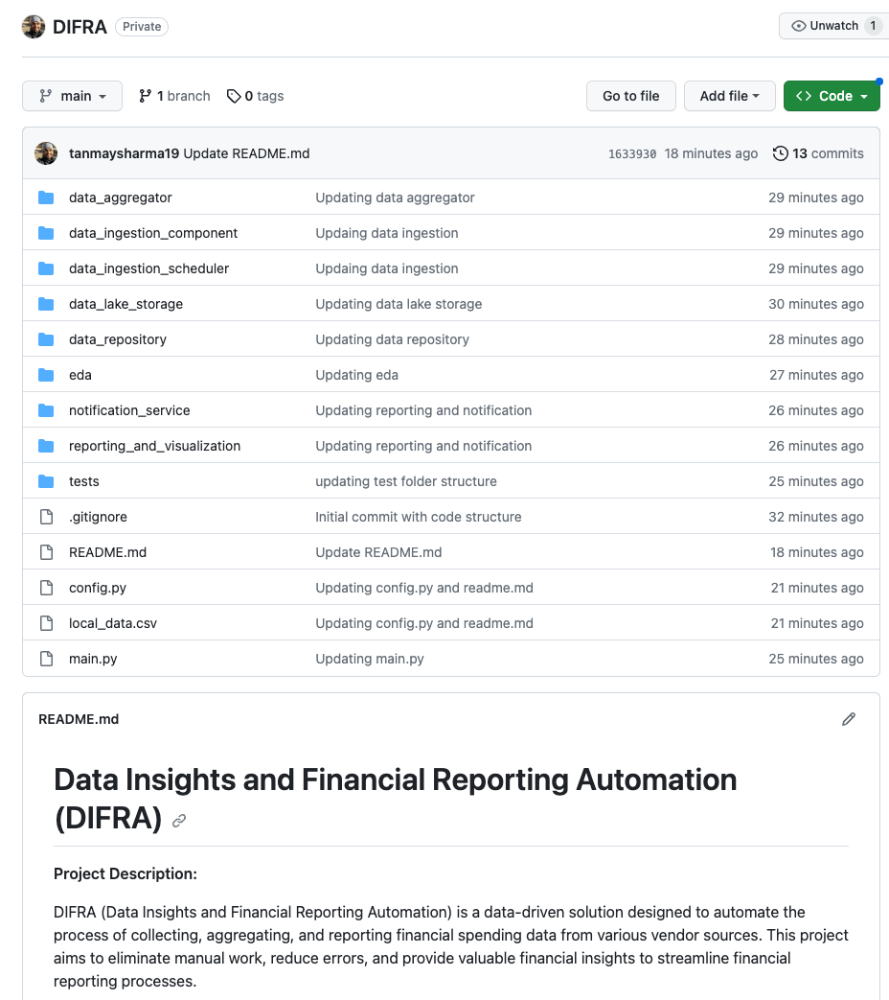 DIFRA Private Unwatch 1
main 1 branch 0 tags Go to file Add file <> Code
tanmaysharma19 Update README.md 1633930 18 minutes ago 13 commits
data_aggregator Updating data aggregator 29 minutes ago
data_ingestion_component Updaing data ingestion 29 minutes ago
data_ingestion_scheduler Updaing data ingestion 29 minutes ago
data_lake_storage Updating data lake storage 30 minutes ago
data_repository Updating data repository 28 minutes ago
eda Updating eda 27 minutes ago
notification_service Updating reporting and notification 26 minutes ago
reporting_and_visualization Updating reporting and notification 26 minutes ago
tests updating test folder structure 25 minutes ago
.gitignore Initial commit with code structure 32 minutes ago
README.md Update README.md 18 minutes ago
config.py Updating config.py and readme.md 21 minutes ago
local_data.csv Updating config.py and readme.md 21 minutes ago
main.py Updating main.py 25 minutes ago
README.md
Data Insights and Financial Reporting Automation
(DIFRA)
Project Description:
DIFRA (Data Insights and Financial Reporting Automation) is a data-driven solution designed to automate the
process of collecting, aggregating, and reporting financial spending data from various vendor sources. This project
aims to eliminate manual work, reduce errors, and provide valuable financial insights to streamline financial
reporting processes.